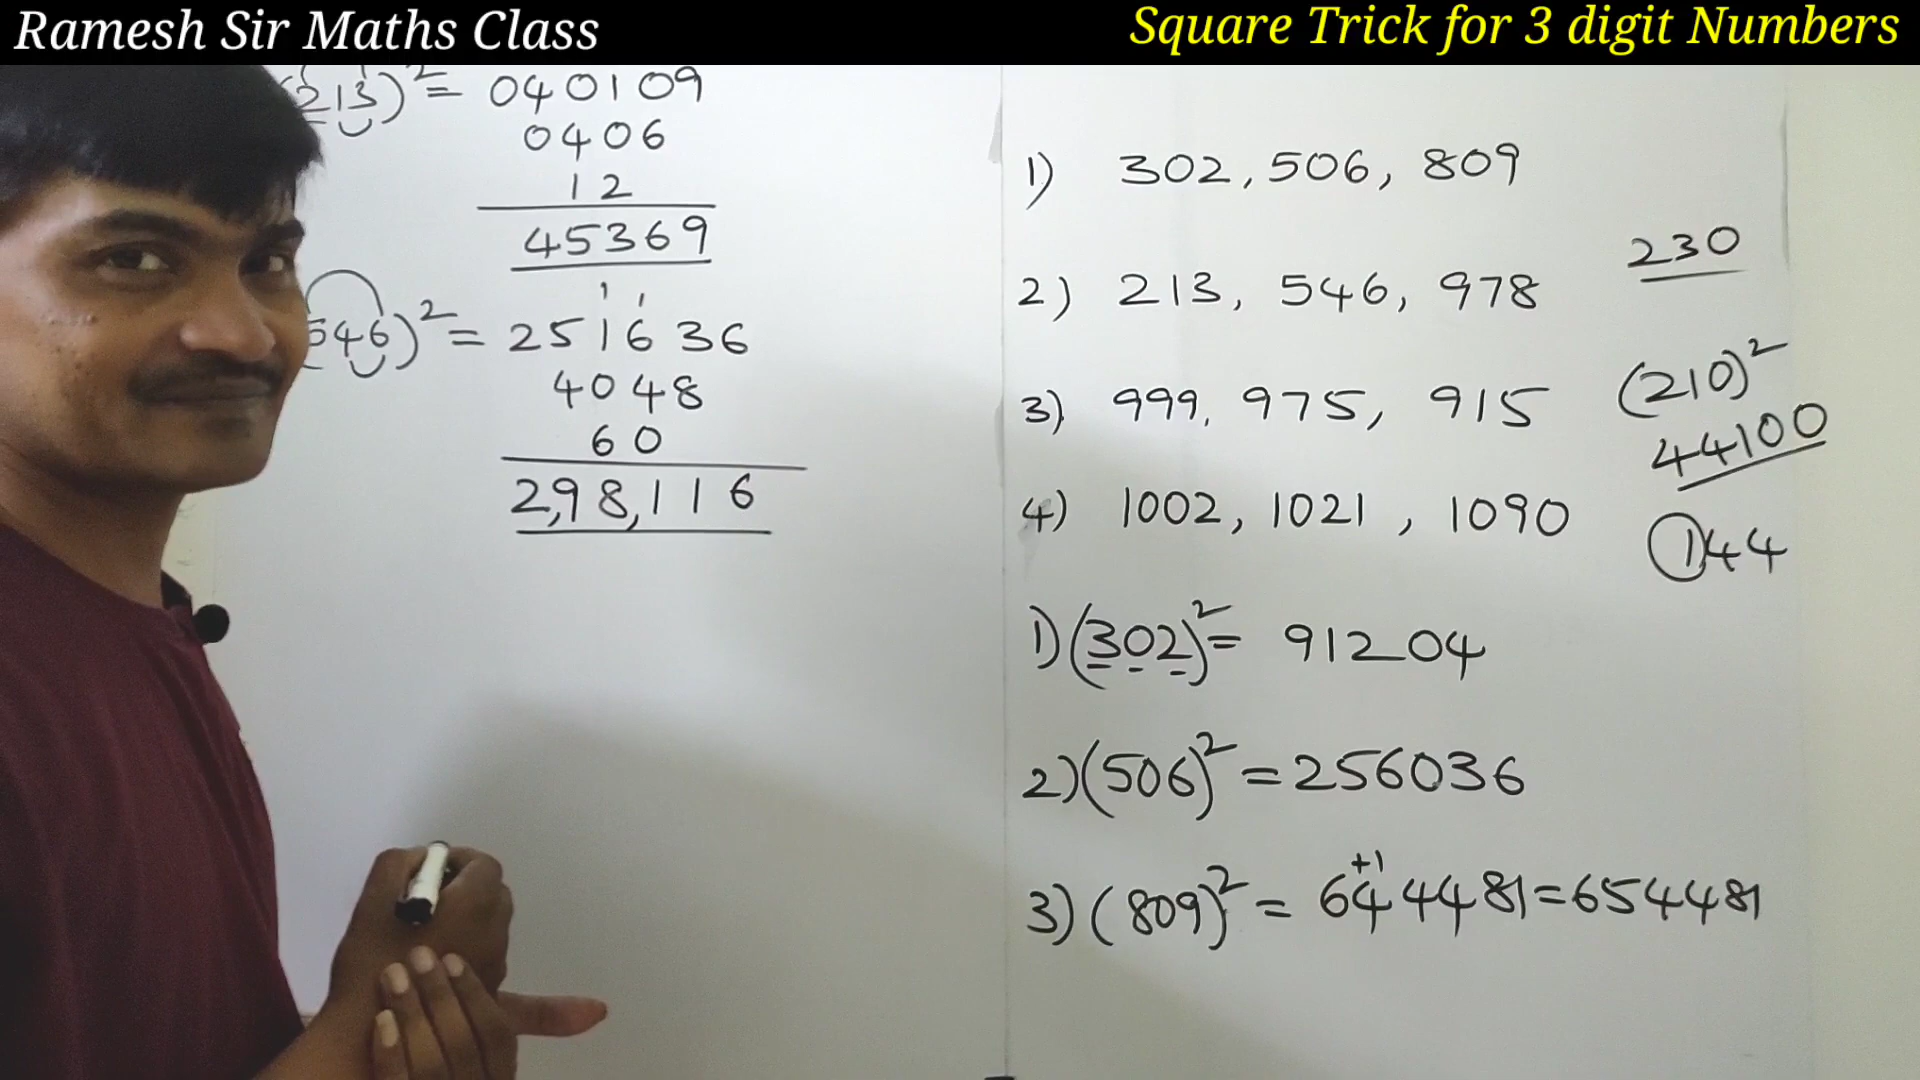 Ramesh Sir Maths Class
Square Trick for 3 digit Numbers
(213)² = 040109
0406
12
45369
1 1
546)² = 251636
4048
60
2,98,116
1) 302, 506, 809
230
2) 213, 546, 978
(210)²
44100
3) 999, 975, 915
4) 1002, 1021, 1090
144
1) (302)² = 91204
2) (506)² = 256036
+1
3) (809)² = 644481 = 654481